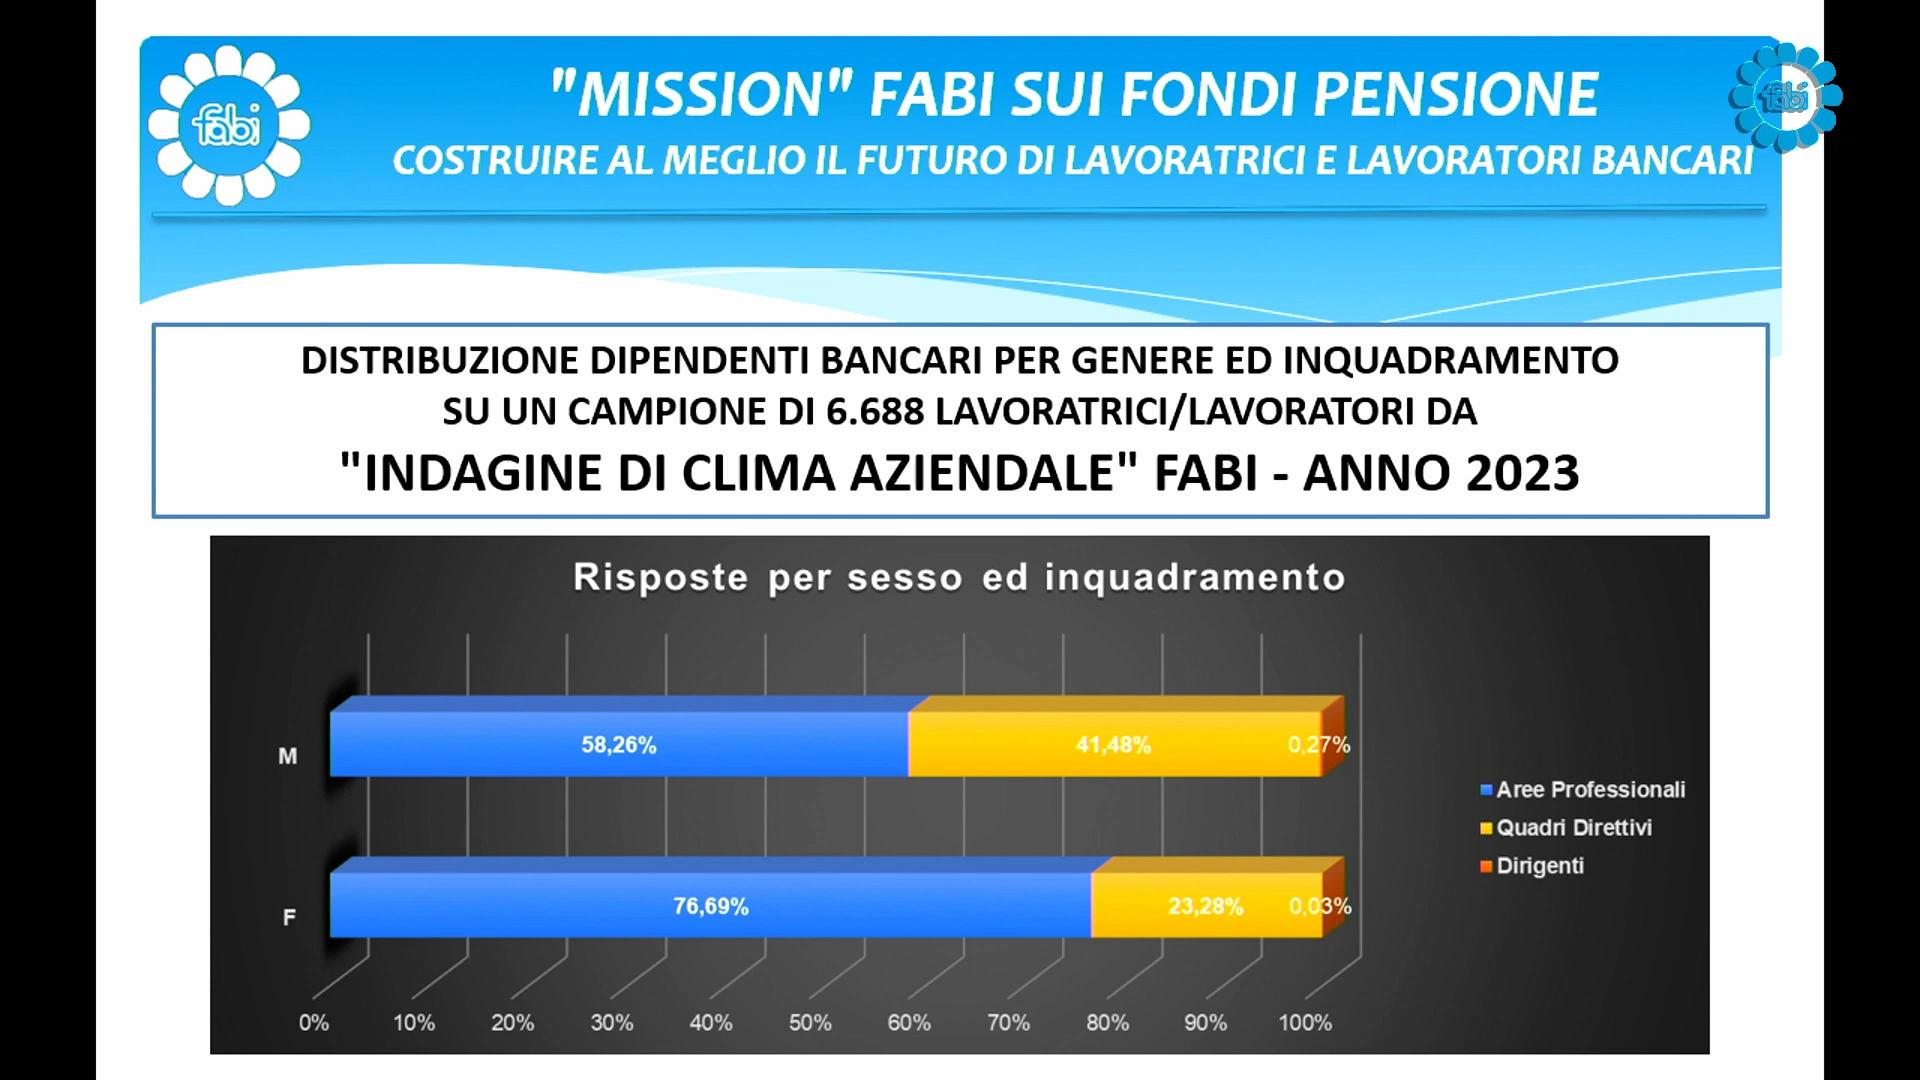 fabi
"MISSION" FABI SUI FONDI PENSIONE
fabi
COSTRUIRE AL MEGLIO IL FUTURO DI LAVORATRICI E LAVORATORI BANCARI
DISTRIBUZIONE DIPENDENTI BANCARI PER GENERE ED INQUADRAMENTO
SU UN CAMPIONE DI 6.688 LAVORATRICI/LAVORATORI DA
"INDAGINE DI CLIMA AZIENDALE" FABI - ANNO 2023
Risposte per sesso ed inquadramento
M
58,26%
41,48%
0,27%
F
76,69%
23,28%
0,03%
0%
10%
20%
30%
40%
50%
60%
70%
80%
90%
100%
Aree Professionali
Quadri Direttivi
Dirigenti